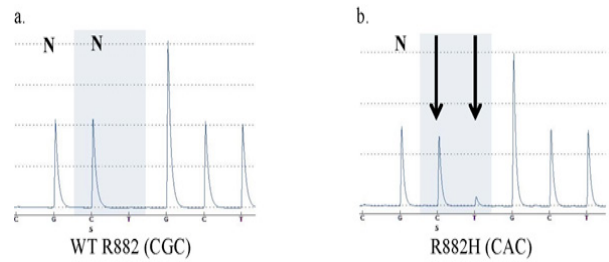 a.
N N
C G C T G C T
S
WT R882 (CGC)
b.
N
C G C T G C T
S
R882H (CAC)